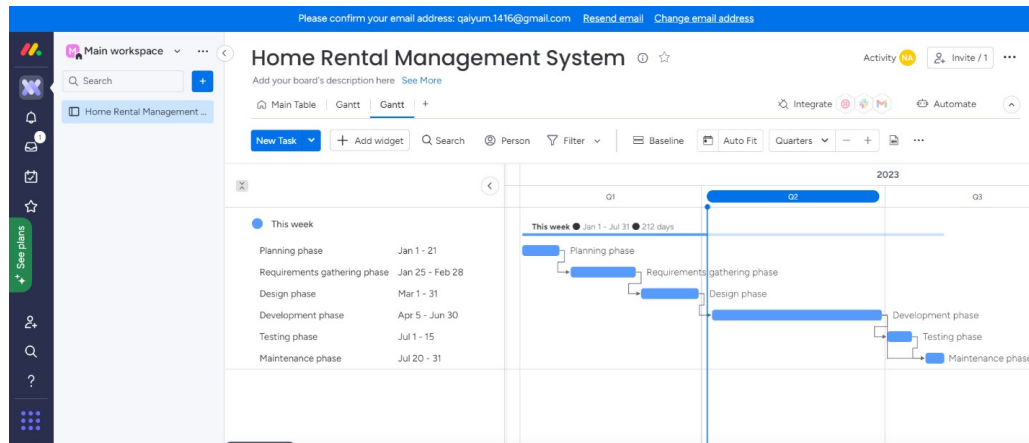 Please confirm your email address: qaiyum.1416@gmail.com Resend email Change email address
M Main workspace
Home Rental Management System
Activity NA Invite / 1
Search
Add your board's description here See More
Home Rental Management ...
Main Table Gantt Gantt +
Integrate Automate
1
New Task + Add widget Search Person Filter Baseline Auto Fit Quarters − +
2023
Q1 Q2 Q3
See plans
This week
This week ● Jan 1 - Jul 31 ● 212 days
Planning phase Jan 1 - 21 Planning phase
Requirements gathering phase Jan 25 - Feb 28 Requirements gathering phase
Design phase Mar 1 - 31 Design phase
Development phase Apr 5 - Jun 30 Development phase
Testing phase Jul 1 - 15 Testing phase
Maintenance phase Jul 20 - 31 Maintenance phase
?